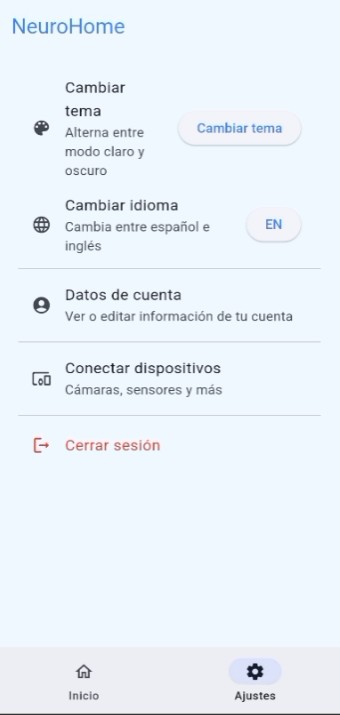 NeuroHome
Cambiar
tema
Alterna entre
modo claro y
oscuro
Cambiar tema
Cambiar idioma
Cambia entre español e
inglés
EN
Datos de cuenta
Ver o editar información de tu cuenta
Conectar dispositivos
Cámaras, sensores y más
Cerrar sesión
Inicio
Ajustes